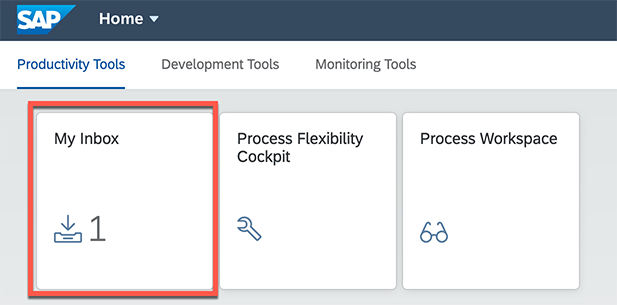 SAP Home
Productivity Tools Development Tools Monitoring Tools
My Inbox
1
Process Flexibility
Cockpit
Process Workspace